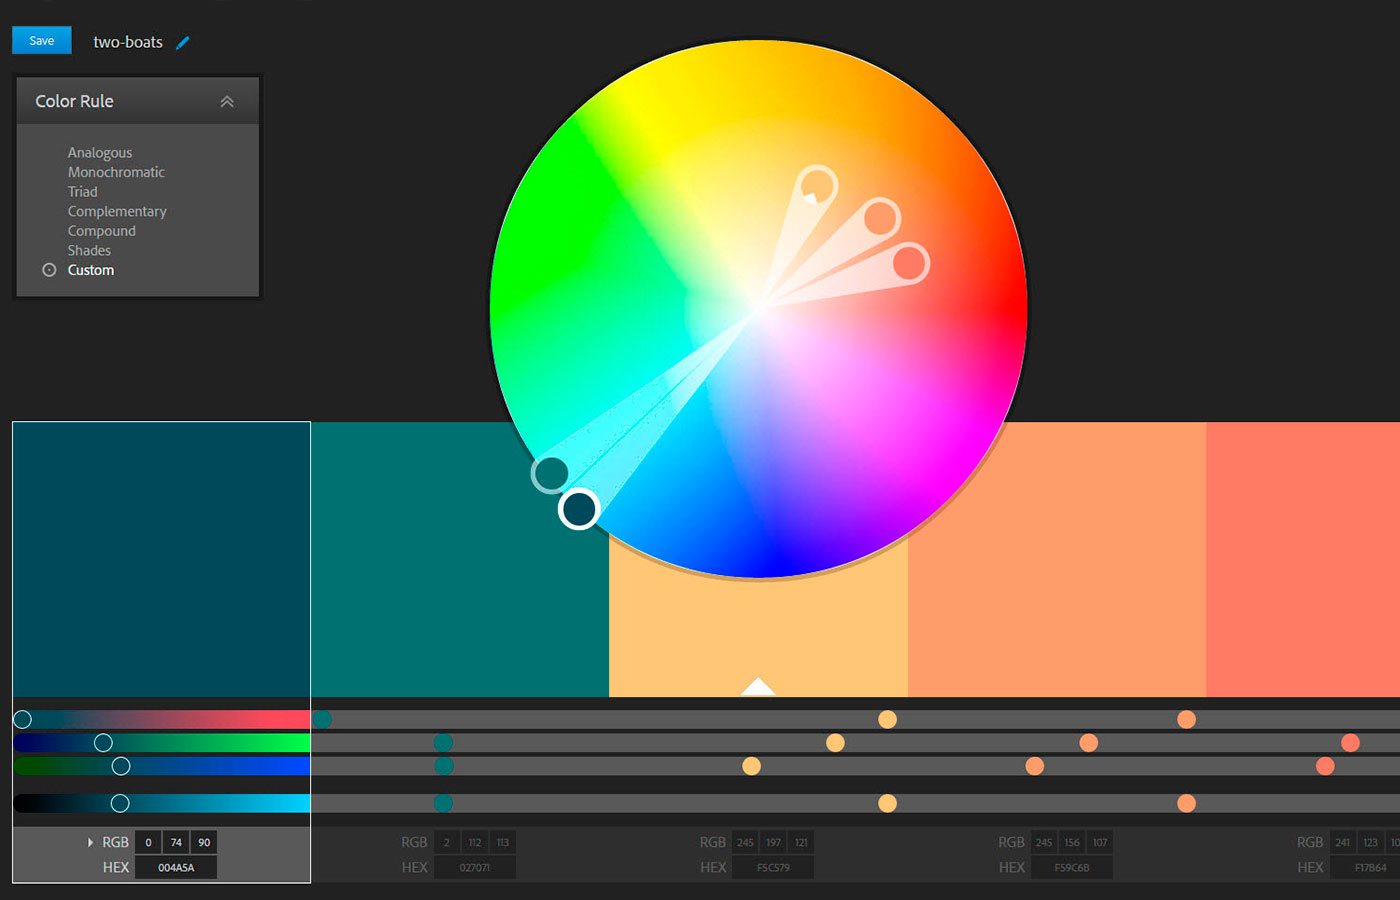 Save two-boats
Color Rule
Analogous
Monochromatic
Triad
Complementary
Compound
Shades
Custom
RGB 0 74 90 RGB 2 112 113 RGB 245 197 121 RGB 245 156 107 RGB 241 123
HEX 004A5A HEX 027071 HEX F5C579 HEX F59C6B HEX F17B64